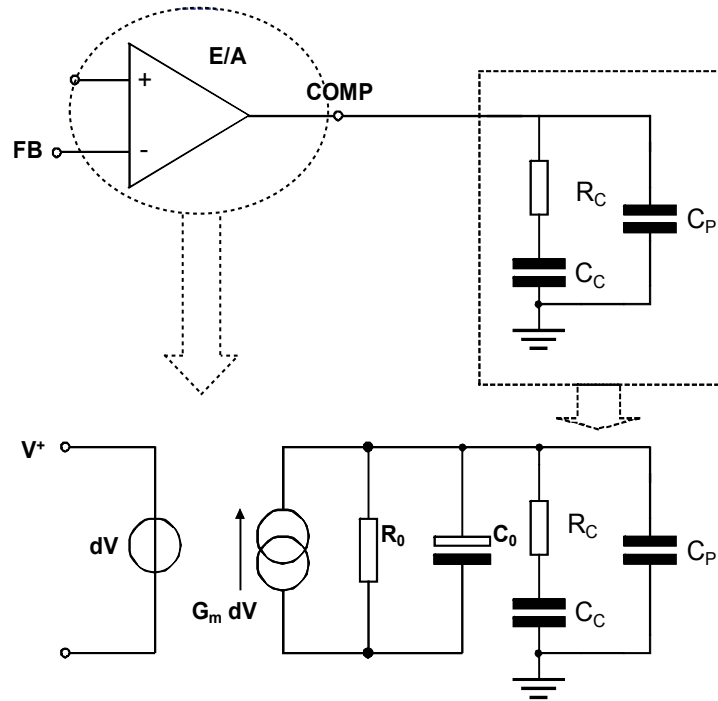 E/A
+
COMP
FB
-
R_C
C_P
C_C
V⁺
dV
G_m dV
R_0
C_0
R_C
C_P
C_C